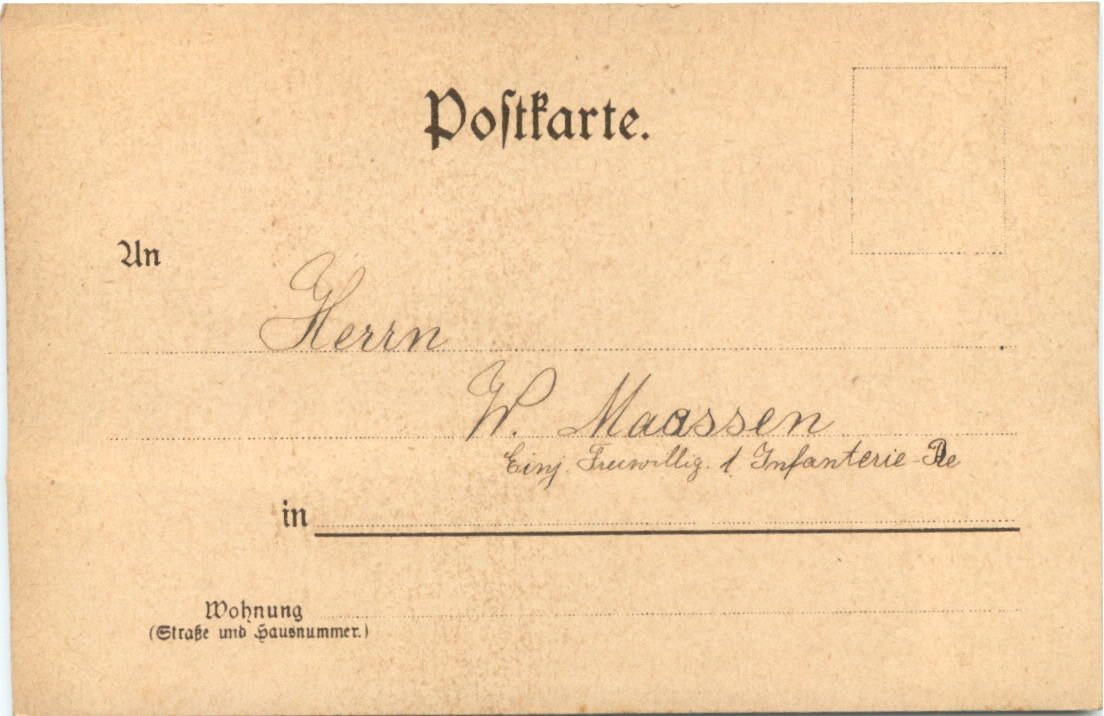 Postkarte.
An
Herrn
W. Maassen
Einj. Freiwillig. 1 Infanterie-Re
in
Wohnung
(Straße und Hausnummer.)